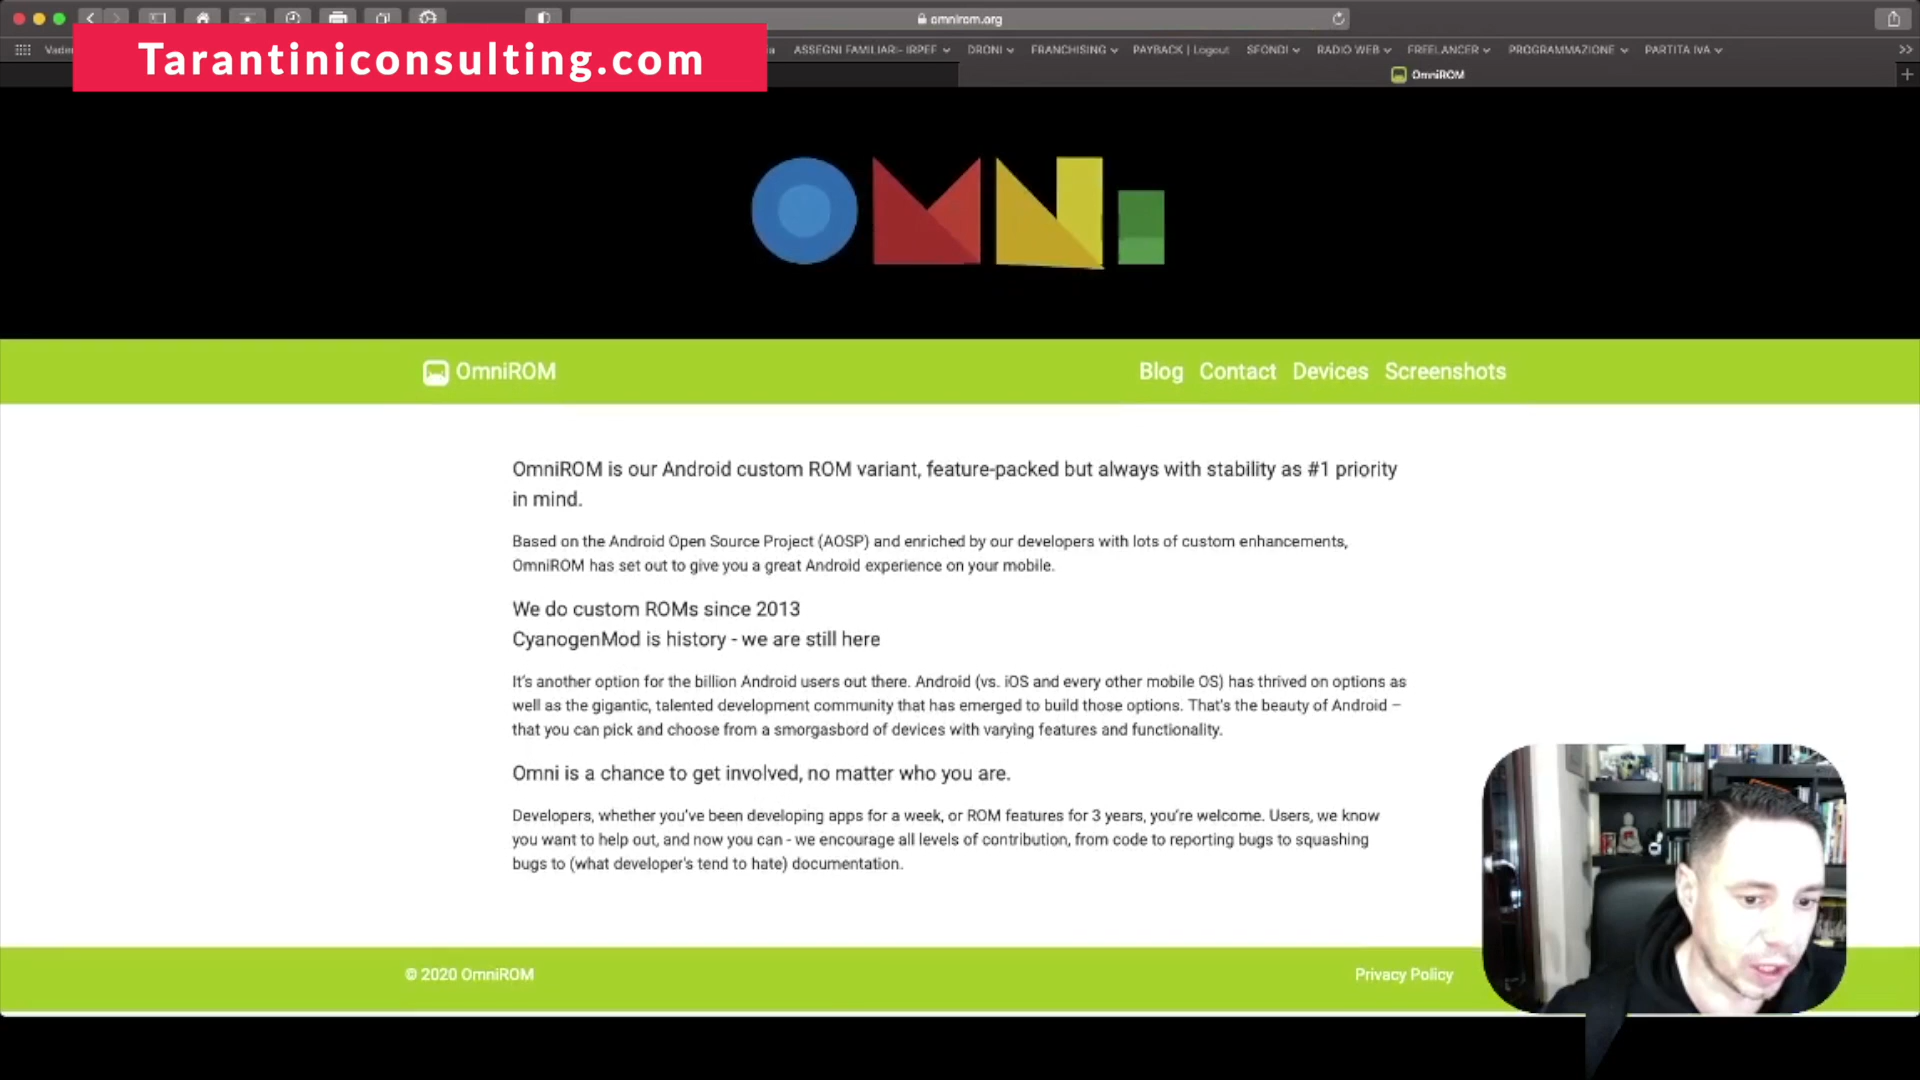 omnirom.org
Tarantiniconsulting.com
ASSEGNI FAMILIARI- IRPEF DRONI FRANCHISING PAYBACK | Logout SFONDI RADIO WEB FREELANCER PROGRAMMAZIONE PARTITA IVA
OmniROM
OMNI
OmniROM Blog Contact Devices Screenshots
OmniROM is our Android custom ROM variant, feature-packed but always with stability as #1 priority
in mind.
Based on the Android Open Source Project (AOSP) and enriched by our developers with lots of custom enhancements,
OmniROM has set out to give you a great Android experience on your mobile.
We do custom ROMs since 2013
CyanogenMod is history - we are still here
It's another option for the billion Android users out there. Android (vs. iOS and every other mobile OS) has thrived on options as
well as the gigantic, talented development community that has emerged to build those options. That's the beauty of Android –
that you can pick and choose from a smorgasbord of devices with varying features and functionality.
Omni is a chance to get involved, no matter who you are.
Developers, whether you've been developing apps for a week, or ROM features for 3 years, you're welcome. Users, we know
you want to help out, and now you can - we encourage all levels of contribution, from code to reporting bugs to squashing
bugs to (what developer's tend to hate) documentation.
© 2020 OmniROM Privacy Policy